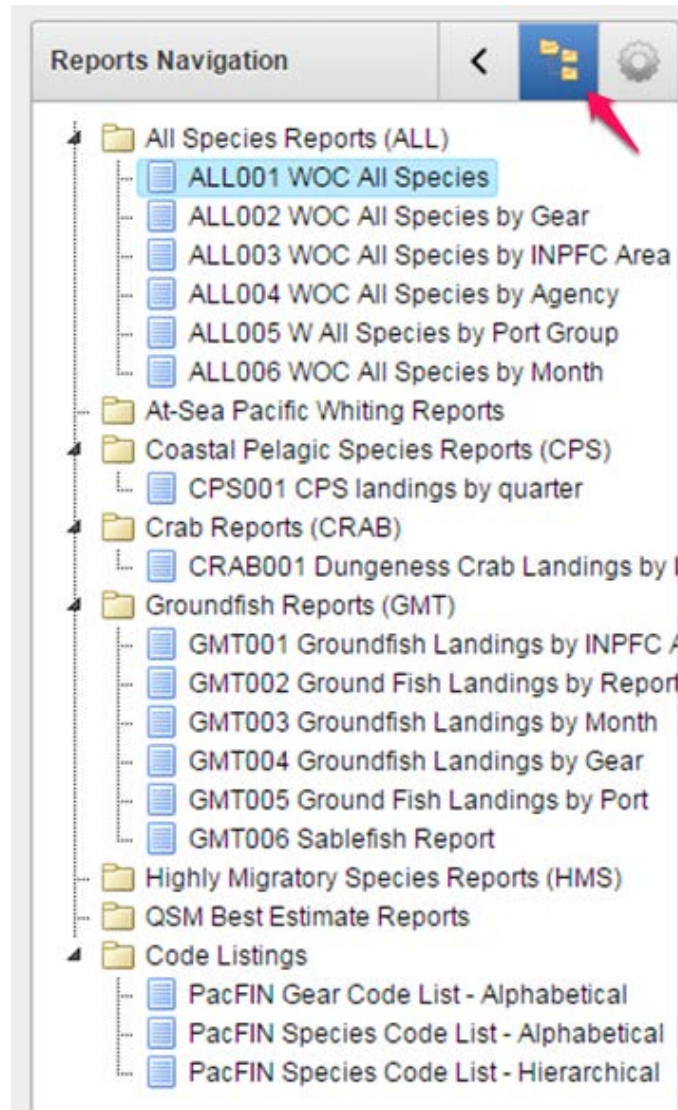 Reports Navigation
All Species Reports (ALL)
ALL001 WOC All Species
ALL002 WOC All Species by Gear
ALL003 WOC All Species by INPFC Area
ALL004 WOC All Species by Agency
ALL005 W All Species by Port Group
ALL006 WOC All Species by Month
At-Sea Pacific Whiting Reports
Coastal Pelagic Species Reports (CPS)
CPS001 CPS landings by quarter
Crab Reports (CRAB)
CRAB001 Dungeness Crab Landings by
Groundfish Reports (GMT)
GMT001 Groundfish Landings by INPFC
GMT002 Ground Fish Landings by Report
GMT003 Groundfish Landings by Month
GMT004 Groundfish Landings by Gear
GMT005 Ground Fish Landings by Port
GMT006 Sablefish Report
Highly Migratory Species Reports (HMS)
QSM Best Estimate Reports
Code Listings
PacFIN Gear Code List - Alphabetical
PacFIN Species Code List - Alphabetical
PacFIN Species Code List - Hierarchical